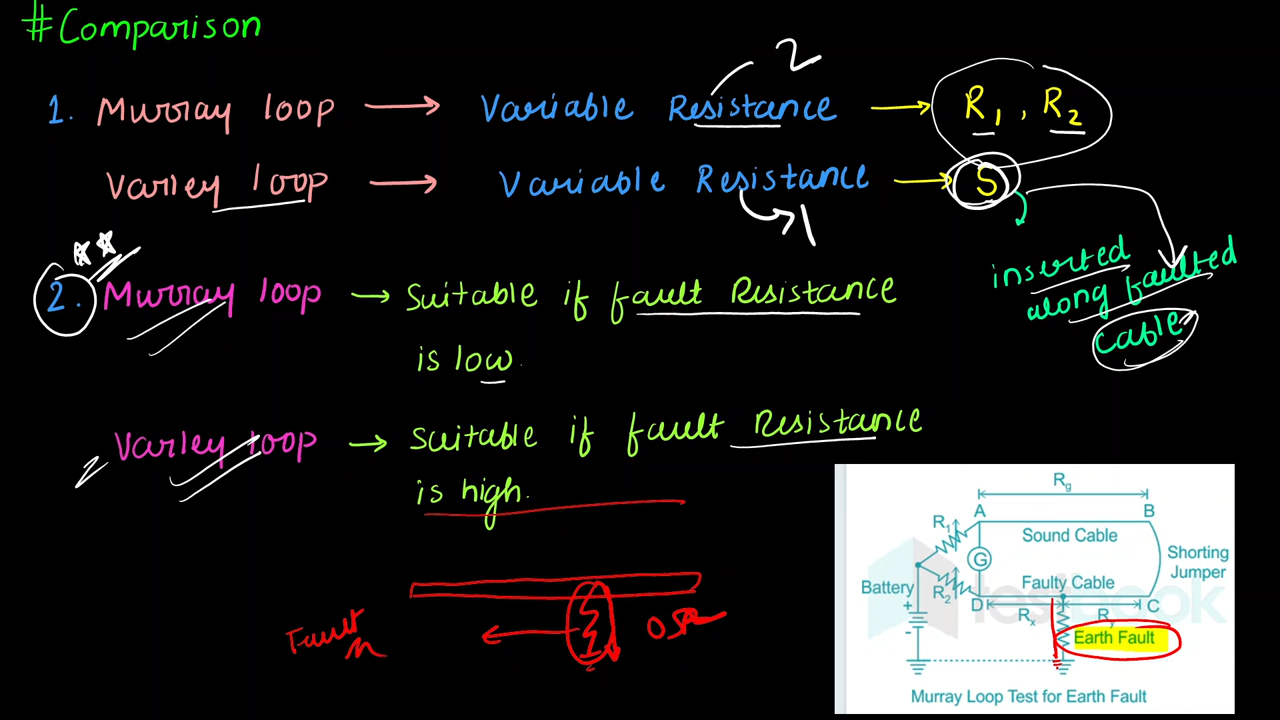 #Comparison
2
1. Murray loop → Variable Resistance → R1, R2
Varley loop → Variable Resistance → S
1
inserted
along faulted
cable
2. Murray loop → Suitable if fault Resistance
is low.
Varley loop → Suitable if fault Resistance
is high.
Fault
Rg
A B
R1
Sound Cable
G
Shorting
Jumper
Battery
R2
Faulty Cable
D Rx Ry C
+
-
Earth Fault
Murray Loop Test for Earth Fault